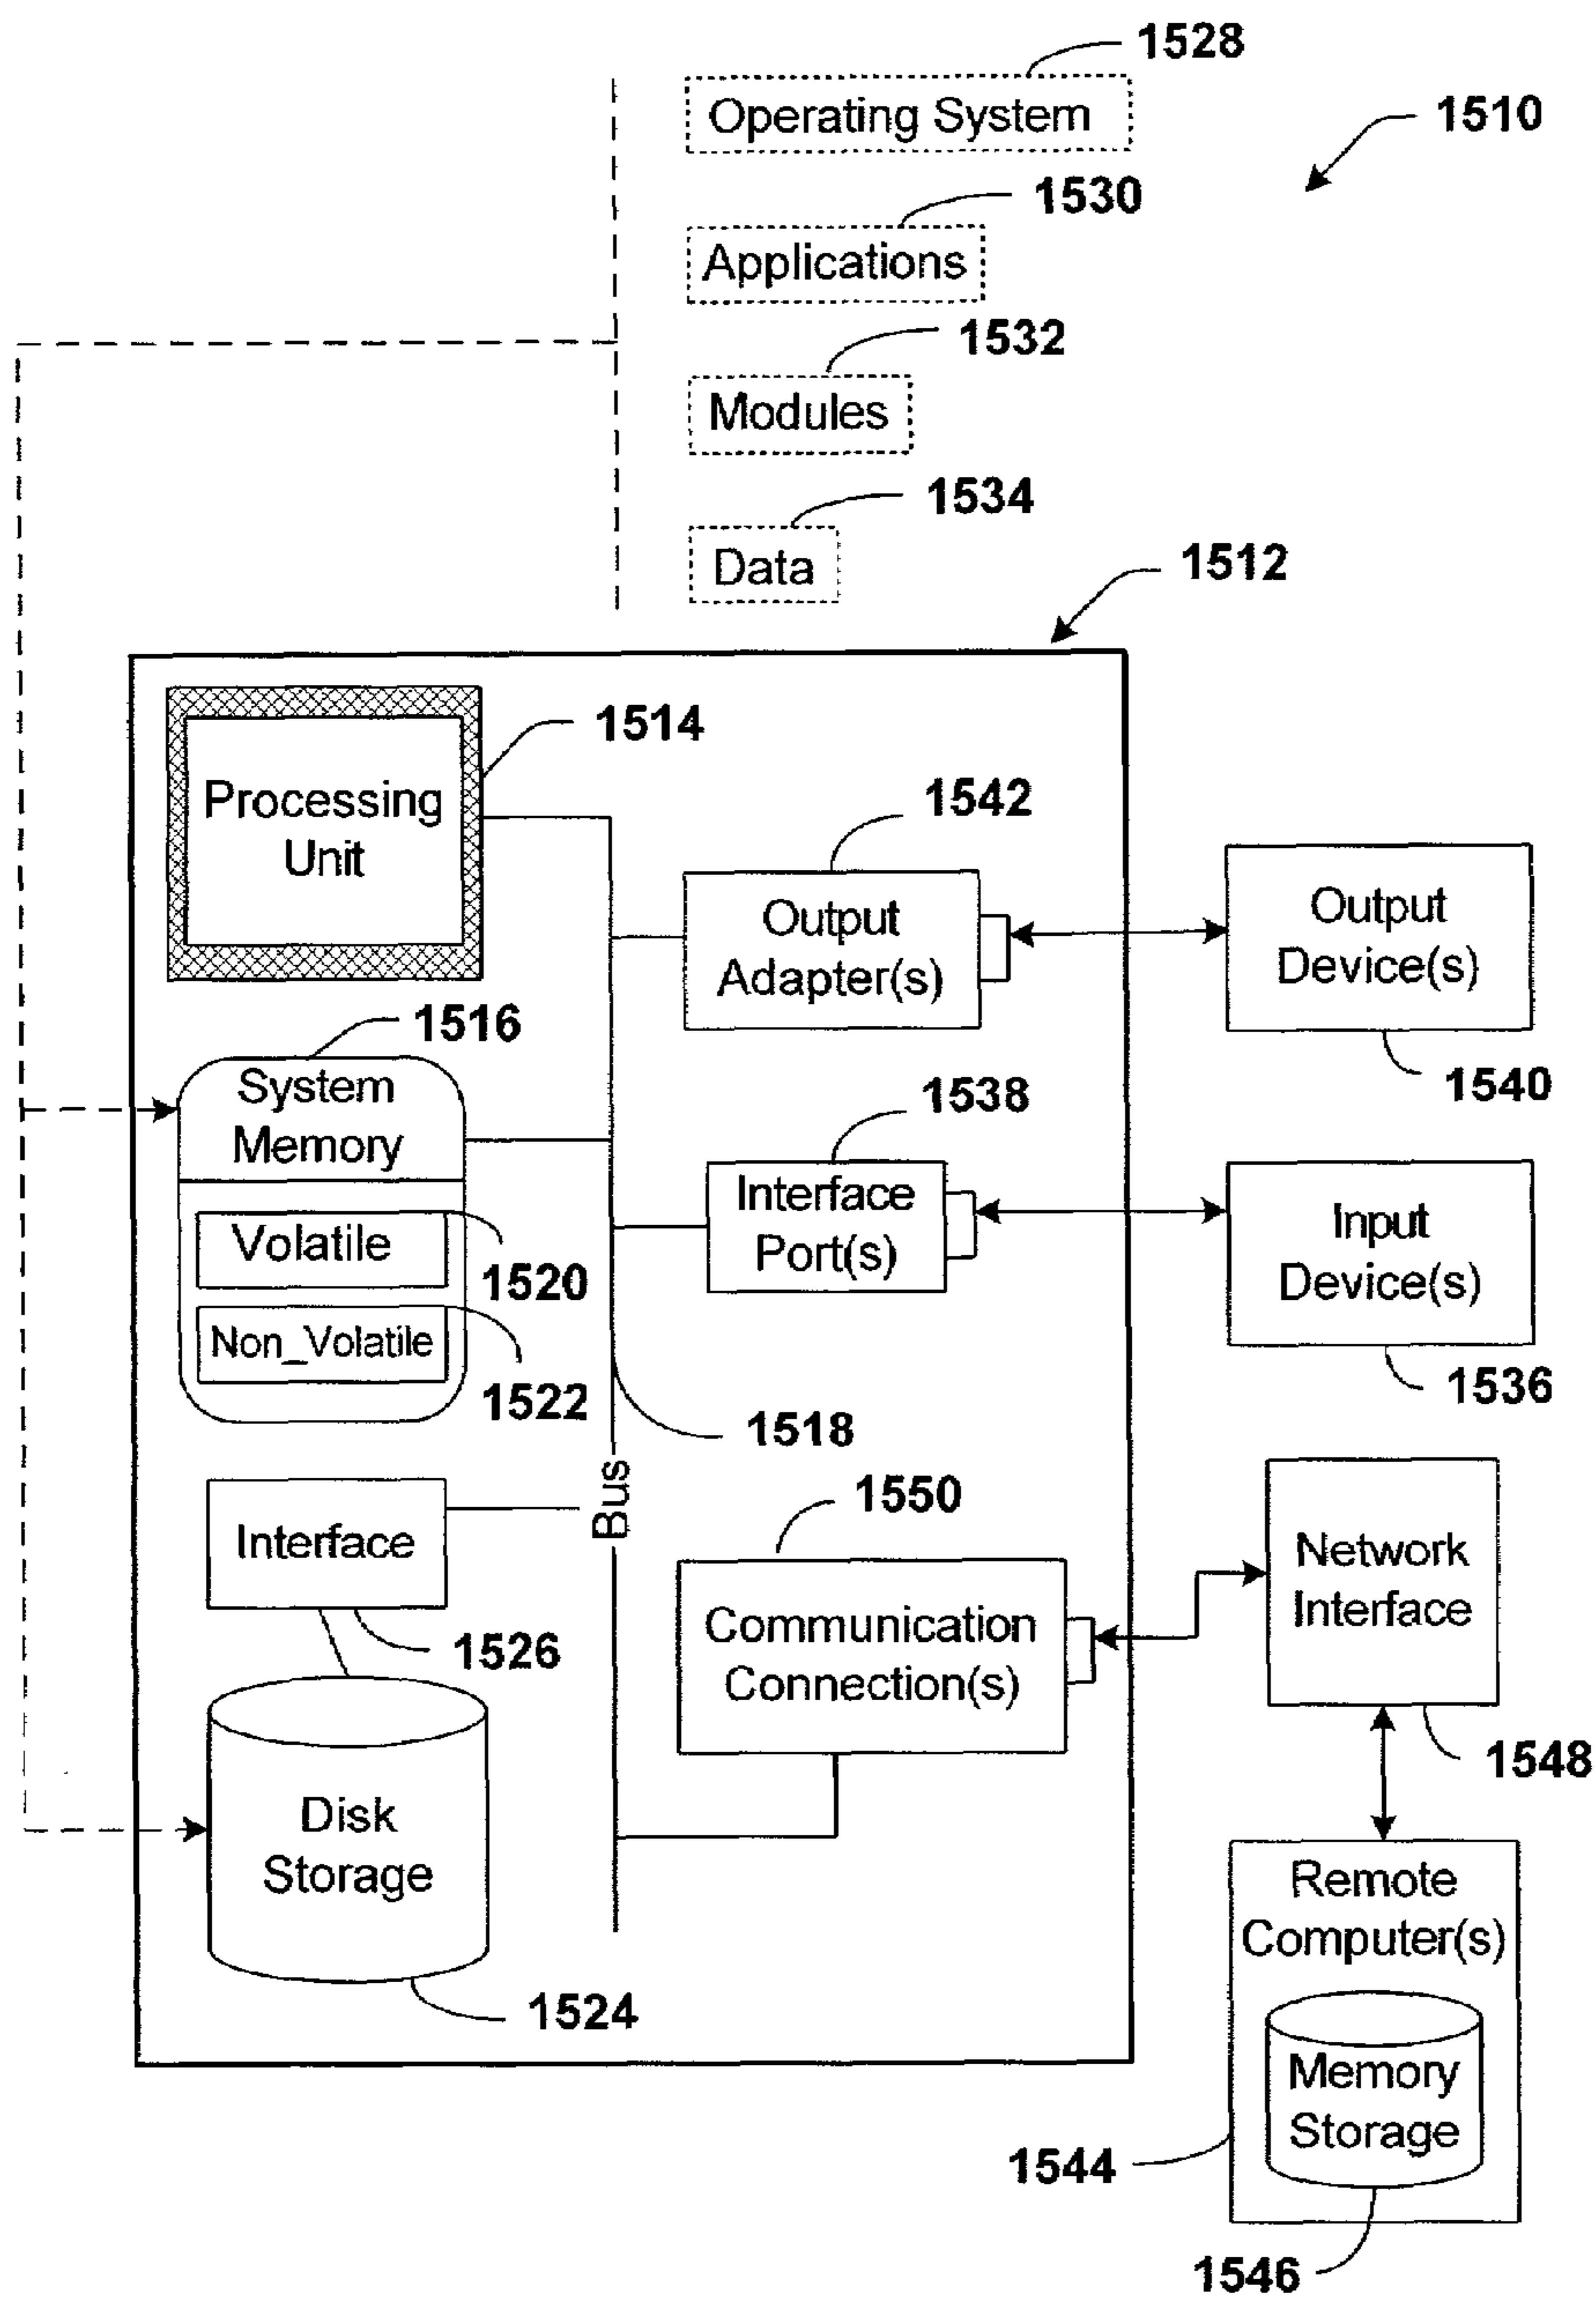 1528
Operating System
1510
1530
Applications
1532
Modules
1534
Data
1512
Processing
Unit
1514
1542
Output
Adapter(s)
Output
Device(s)
1540
1516
System
Memory
Volatile
1520
Non_Volatile
1522
1538
Interface
Port(s)
Input
Device(s)
1536
1518
Bus
Interface
1526
1550
Communication
Connection(s)
Network
Interface
1548
Disk
Storage
1524
Remote
Computer(s)
Memory
Storage
1544
1546